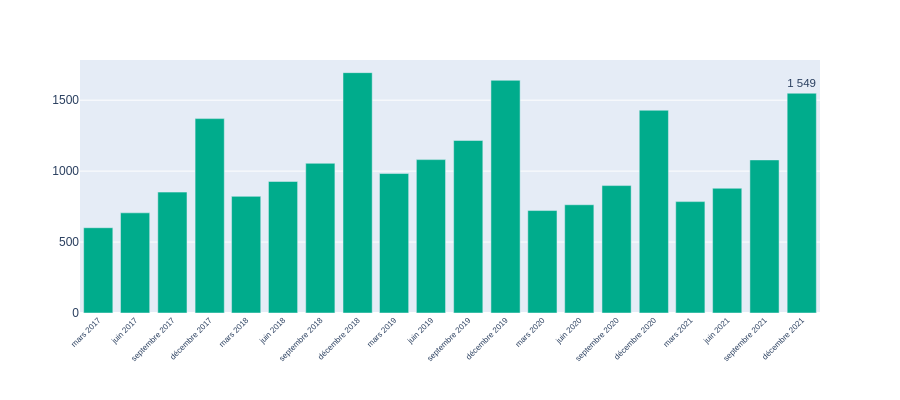 1 549
1500
1000
500
0
mars 2017
juin 2017
septembre 2017
décembre 2017
mars 2018
juin 2018
septembre 2018
décembre 2018
mars 2019
juin 2019
septembre 2019
décembre 2019
mars 2020
juin 2020
septembre 2020
décembre 2020
mars 2021
juin 2021
septembre 2021
décembre 2021